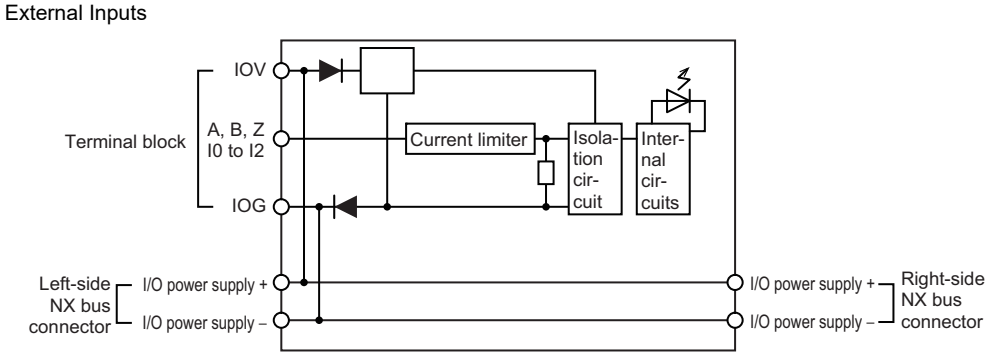 External Inputs
IOV
Terminal block
A, B, Z
I0 to I2
Current limiter
Isola-
tion
cir-
cuit
Inter-
nal
cir-
cuits
IOG
Left-side
NX bus
connector
I/O power supply +
I/O power supply –
I/O power supply +
I/O power supply –
Right-side
NX bus
connector